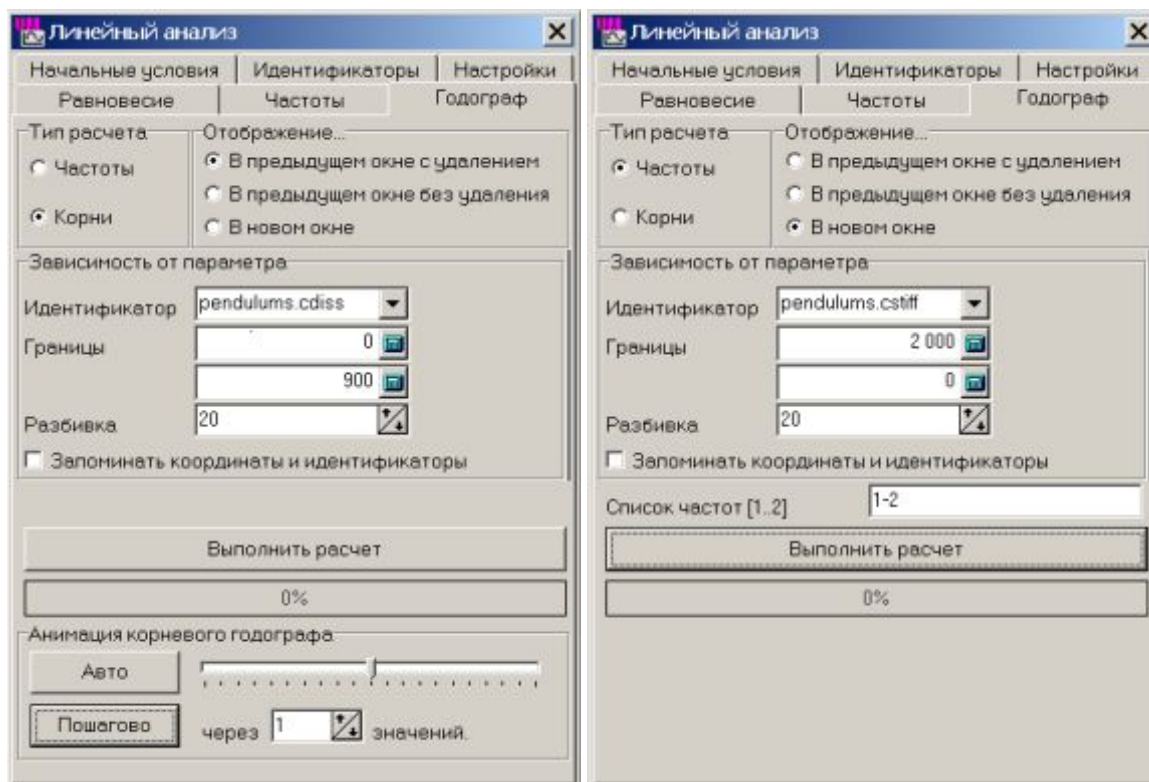 Линейный анализ
Начальные условия Идентификаторы Настройки
Равновесие Частоты Годограф
Тип расчета Отображение...
Частоты В предыдущем окне с удалением
В предыдущем окне без удаления
Корни В новом окне
Зависимость от параметра
Идентификатор pendulums.cdiss
Границы 0
900
Разбивка 20
Запоминать координаты и идентификаторы
Выполнить расчет
0%
Анимация корневого годографа
Авто
Пошагово через 1 значений.
Линейный анализ
Начальные условия Идентификаторы Настройки
Равновесие Частоты Годограф
Тип расчета Отображение...
Частоты В предыдущем окне с удалением
В предыдущем окне без удаления
Корни В новом окне
Зависимость от параметра
Идентификатор pendulums.cstiff
Границы 2 000
0
Разбивка 20
Запоминать координаты и идентификаторы
Список частот [1..2] 1-2
Выполнить расчет
0%